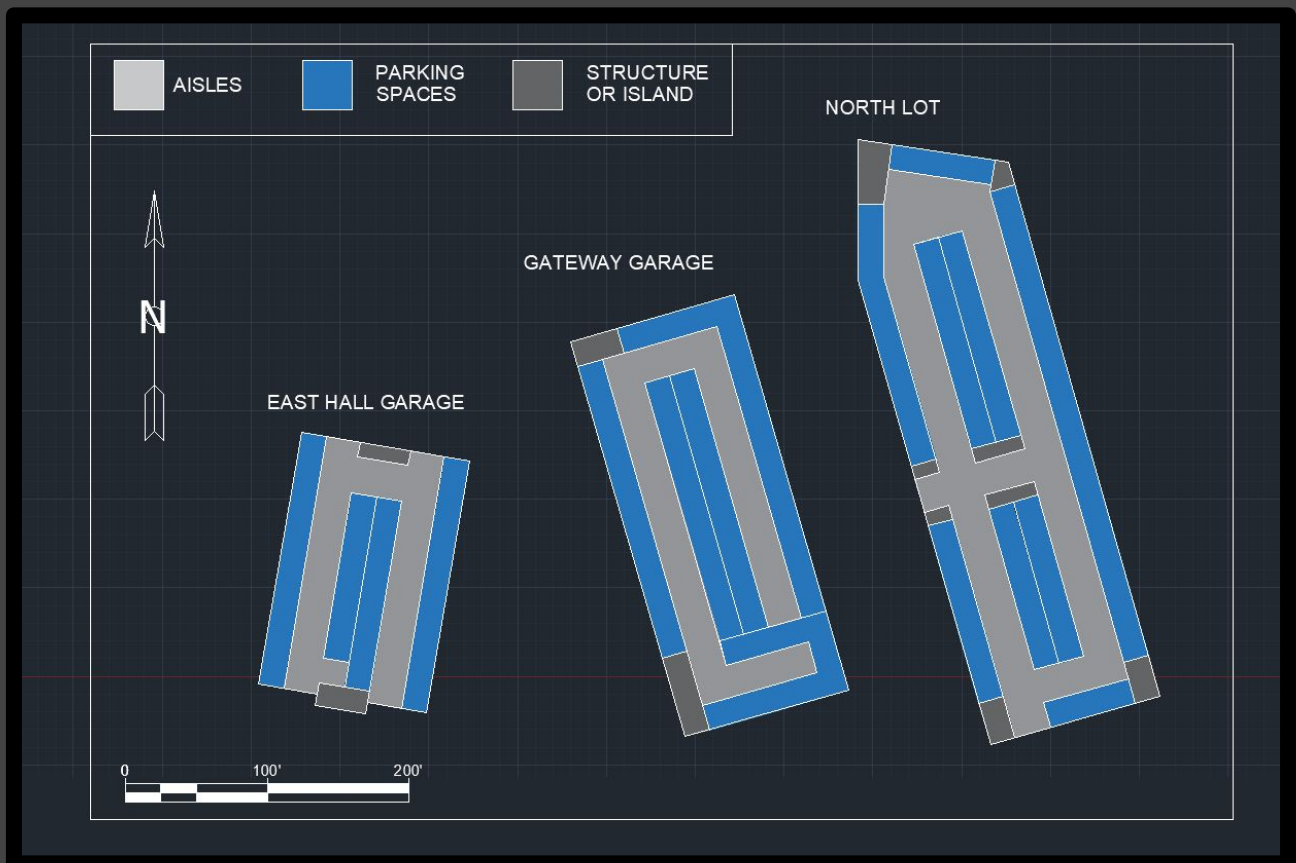 AISLES
PARKING
SPACES
STRUCTURE
OR ISLAND
NORTH LOT
GATEWAY GARAGE
N
EAST HALL GARAGE
0 100' 200'